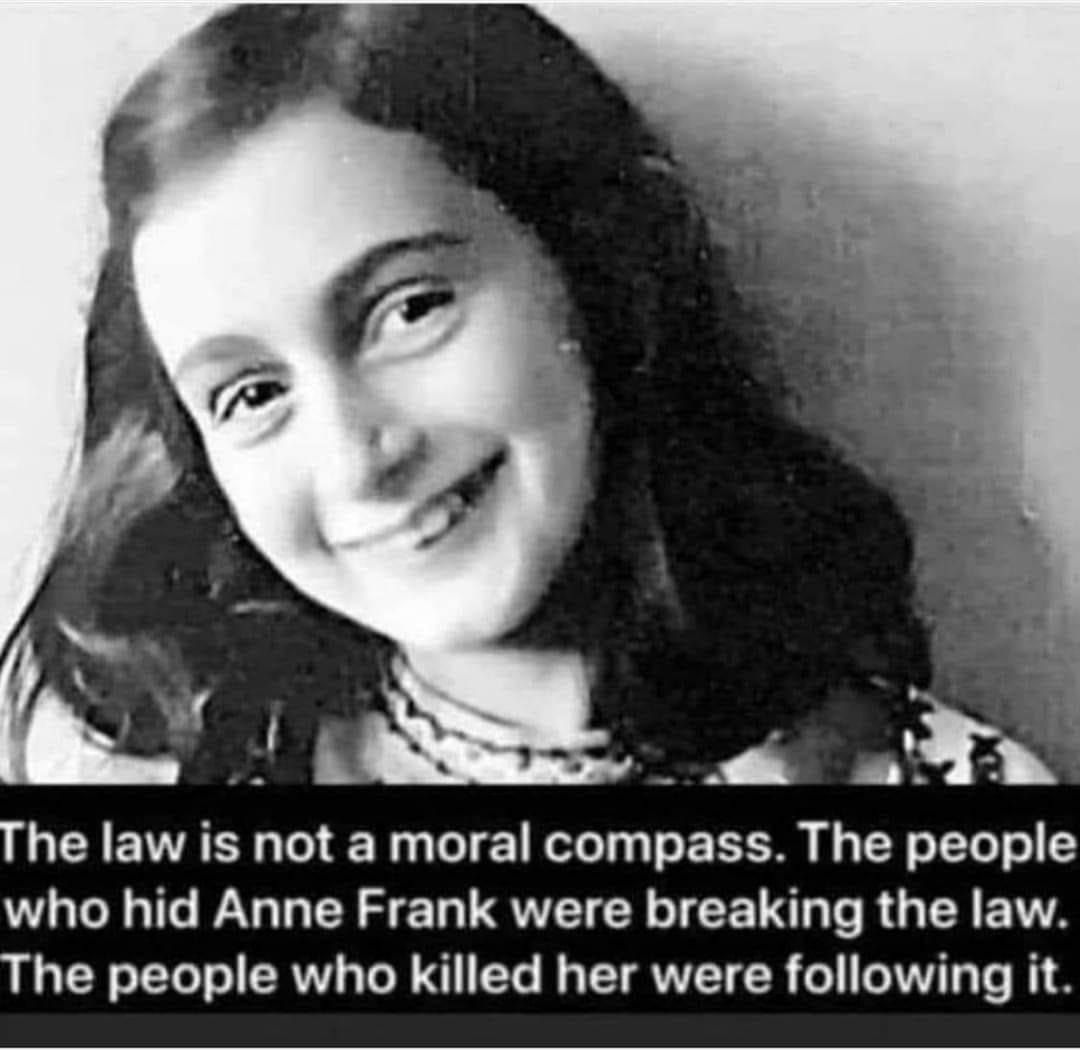 The law is not a moral compass. The people
who hid Anne Frank were breaking the law.
The people who killed her were following it.